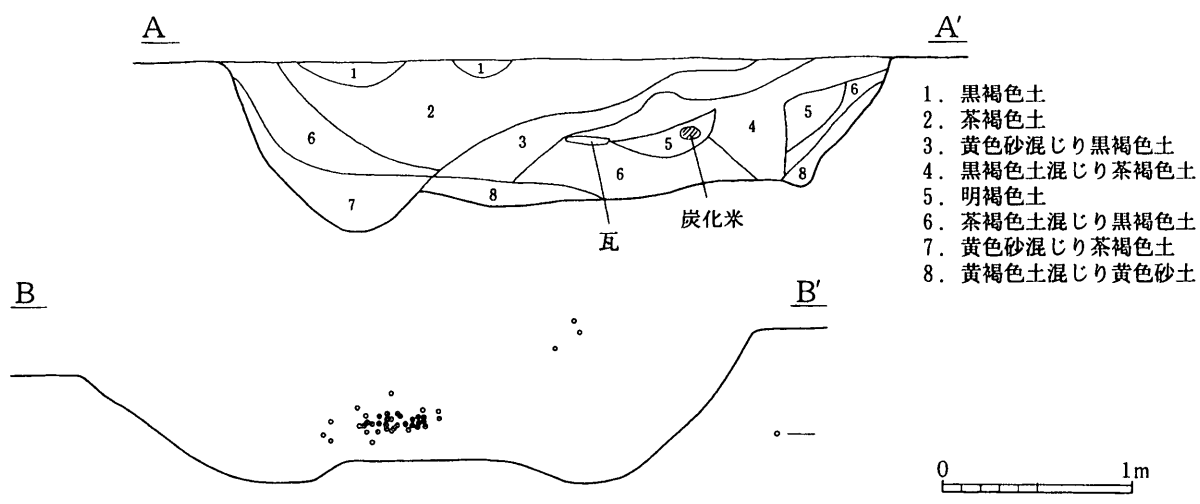 A A′
1 1
2
3
4
5
6
5
6
6
7
8
8
瓦
炭化米
1. 黒褐色土
2. 茶褐色土
3. 黄色砂混じり黒褐色土
4. 黒褐色土混じり茶褐色土
5. 明褐色土
6. 茶褐色土混じり黒褐色土
7. 黄色砂混じり茶褐色土
8. 黄褐色土混じり黄色砂土
B B′
0 1m